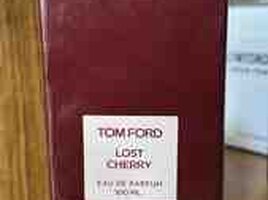 TOM FORD
LOST
CHERRY
EAU DE PARFUM
100 ML